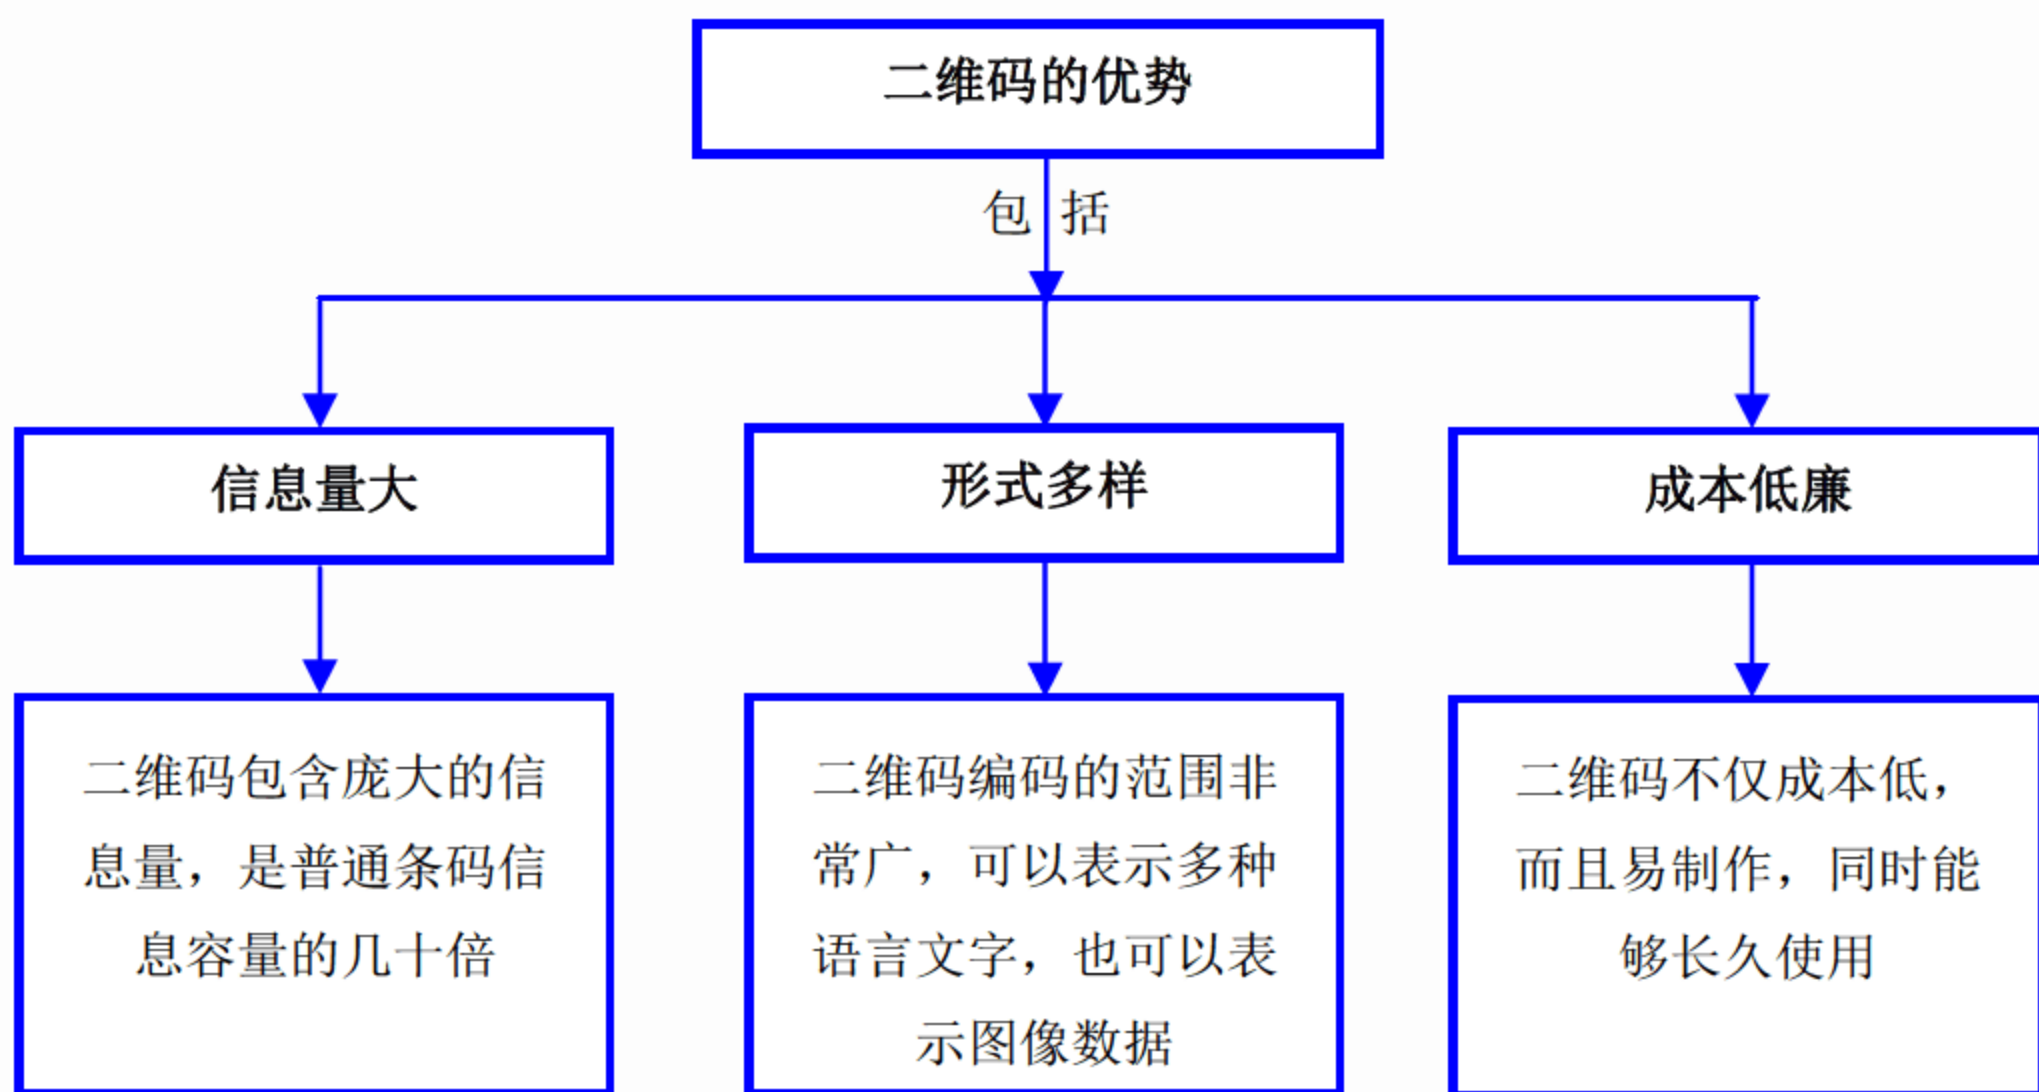 二维码的优势
包括
信息量大
形式多样
成本低廉
二维码包含庞大的信
息量，是普通条码信
息容量的几十倍
二维码编码的范围非
常广，可以表示多种
语言文字，也可以表
示图像数据
二维码不仅成本低，
而且易制作，同时能
够长久使用